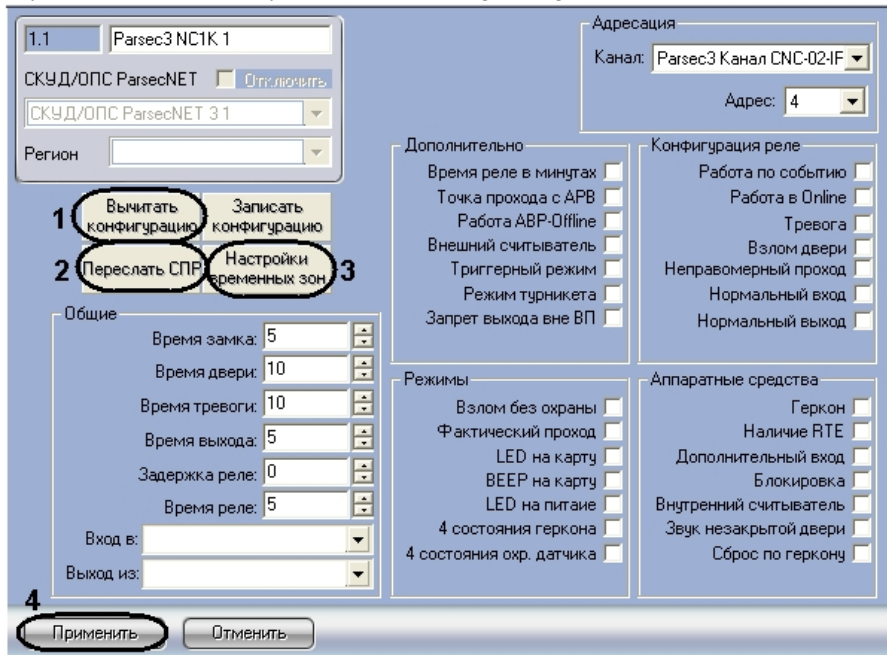 1.1 Parsec3 NC1K 1
СКУД/ОПС ParsecNET Отключить
СКУД/ОПС ParsecNET 3 1
Регион
Адресация
Канал: Parsec3 Канал CNC-02-IF
Адрес: 4
1 Вычитать конфигурацию
Записать конфигурацию
2 Переслать СПР
Настройки временных зон 3
Общие
Время замка: 5
Время двери: 10
Время тревоги: 10
Время выхода: 5
Задержка реле: 0
Время реле: 5
Вход в:
Выход из:
Дополнительно
Время реле в минутах
Точка прохода с APB
Работа ABP-Offline
Внешний считыватель
Триггерный режим
Режим турникета
Запрет выхода вне ВП
Конфигурация реле
Работа по событию
Работа в Online
Тревога
Взлом двери
Неправомерный проход
Нормальный вход
Нормальный выход
Режимы
Взлом без охраны
Фактический проход
LED на карту
BEEP на карту
LED на питаие
4 состояния геркона
4 состояния охр. датчика
Аппаратные средства
Геркон
Наличие RTE
Дополнительный вход
Блокировка
Внутренний считыватель
Звук незакрытой двери
Сброс по геркону
4
Применить
Отменить